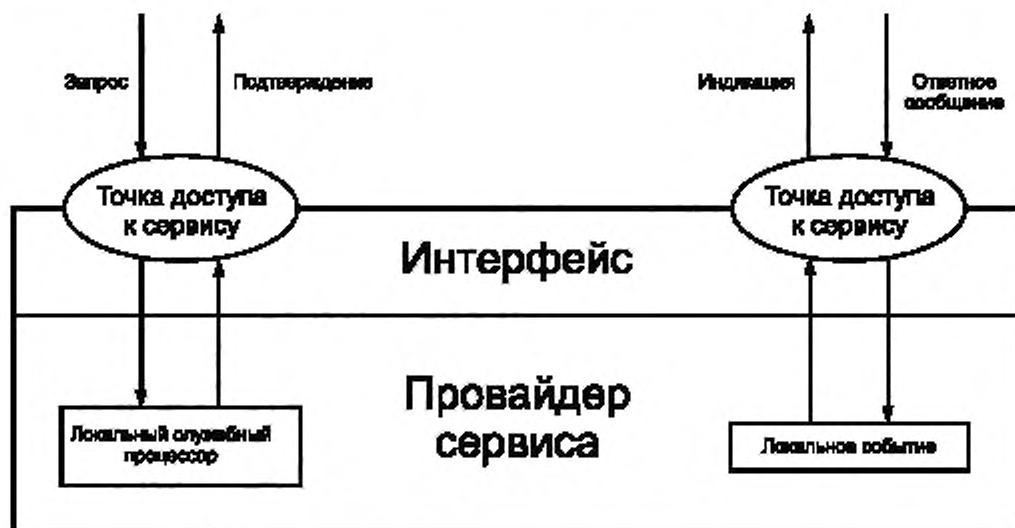 Запрос
Подтверждение
Индикация
Ответное
сообщение
Точка доступа
к сервису
Точка доступа
к сервису
Интерфейс
Провайдер
сервиса
Локальный служебный
процессор
Локальное событие